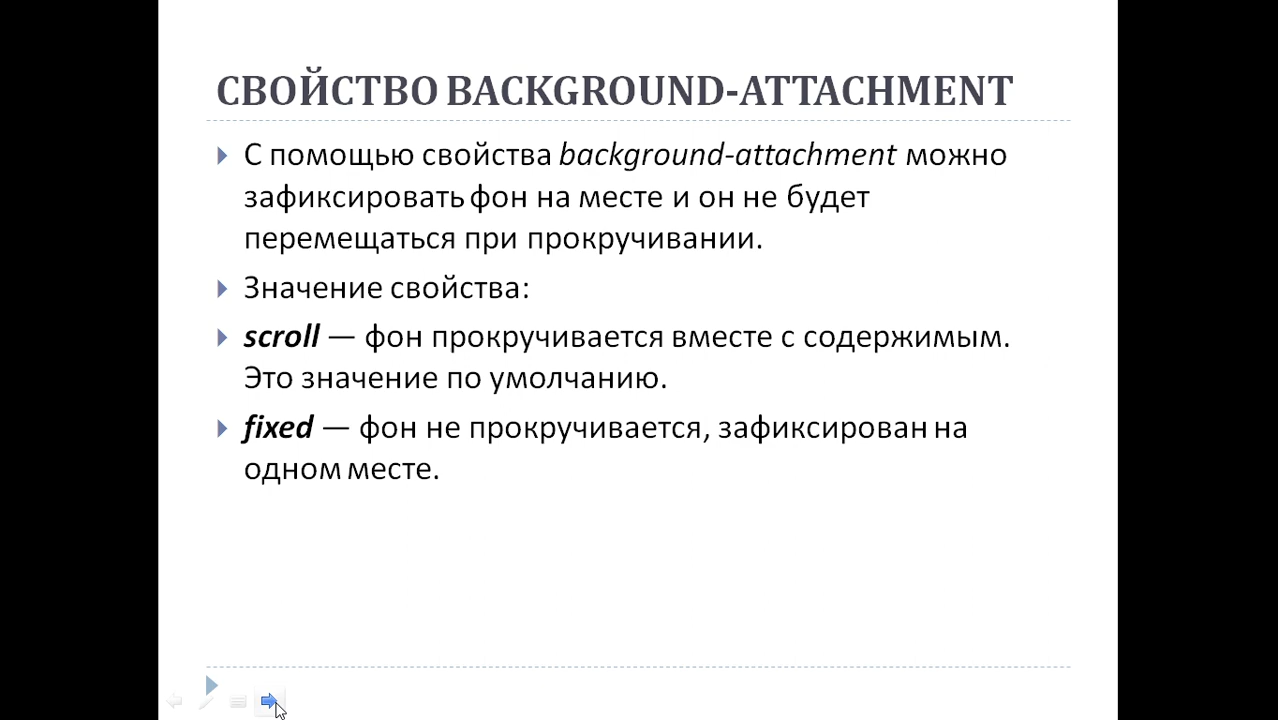 СВОЙСТВО BACKGROUND-ATTACHMENT
С помощью свойства background-attachment можно
зафиксировать фон на месте и он не будет
перемещаться при прокручивании.
Значение свойства:
scroll — фон прокручивается вместе с содержимым.
Это значение по умолчанию.
fixed — фон не прокручивается, зафиксирован на
одном месте.